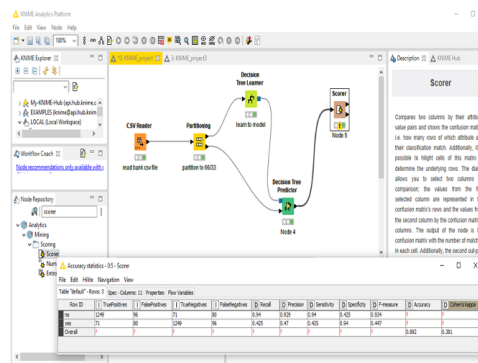 KNIME Analytics Platform
File Edit View Node Help
100%
KNIME Explorer
My-KNIME-Hub (api.hub.knime.c
EXAMPLES (knime@api.hub.knim
LOCAL (Local Workspace)
Workflow Coach
Node recommendations only available with
Node Repository
scorer
Analytics
Mining
Scoring
Scorer
Num
Entro
0: KNIME_project
3: KNIME_project3
Decision
Tree Learner
learn to model
CSV Reader
read bank csv file
Partitioning
partition to 66/33
Scorer
Node 5
Decision Tree
Predictor
Node 4
Description
KNIME Hub
Scorer
Compares two columns by their attrib
value pairs and shows the confusion matr
i.e. how many rows of which attribute a
their classification match. Additionally, it
possible to hilight cells of this matrix
determine the underlying rows. The dial
allows you to select two columns
comparison; the values from the f
selected column are represented in
confusion matrix's rows and the values fr
the second column by the confusion matr
columns. The output of the node is
confusion matrix with the number of match
in each cell. Additionally, the second out-p
Accuracy statistics - 0:5 - Scorer
File Edit Hilite Navigation View
Table "default" - Rows: 3 Spec - Columns: 11 Properties Flow Variables
Row ID TruePositives FalsePositives TrueNegatives FalseNegatives Recall Precision Sensitivity Specificity F-measure Accuracy Cohen's kappa
no 1249 96 71 80 0.94 0.929 0.94 0.425 0.934 ? ?
yes 71 80 1249 96 0.425 0.47 0.425 0.94 0.447 ? ?
Overall ? ? ? ? ? ? ? ? ? 0.882 0.381